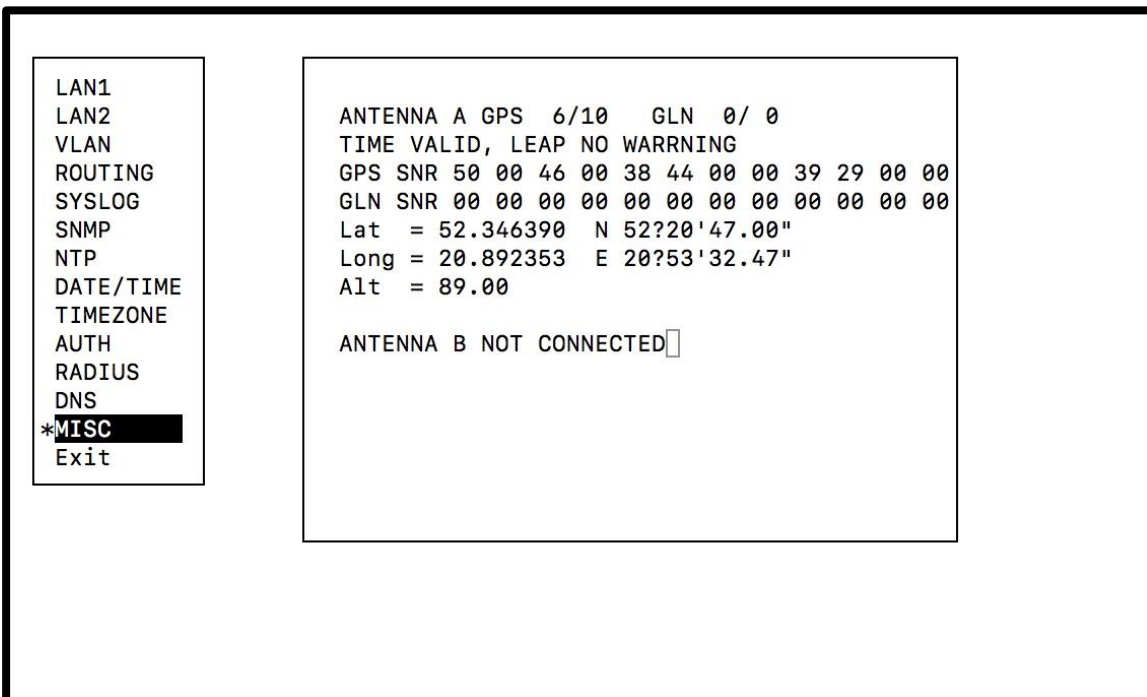 LAN1
LAN2
VLAN
ROUTING
SYSLOG
SNMP
NTP
DATE/TIME
TIMEZONE
AUTH
RADIUS
DNS
*MISC
Exit
ANTENNA A GPS 6/10 GLN 0/ 0
TIME VALID, LEAP NO WARRNING
GPS SNR 50 00 46 00 38 44 00 00 39 29 00 00
GLN SNR 00 00 00 00 00 00 00 00 00 00 00 00
Lat = 52.346390 N 52?20'47.00"
Long = 20.892353 E 20?53'32.47"
Alt = 89.00
ANTENNA B NOT CONNECTED